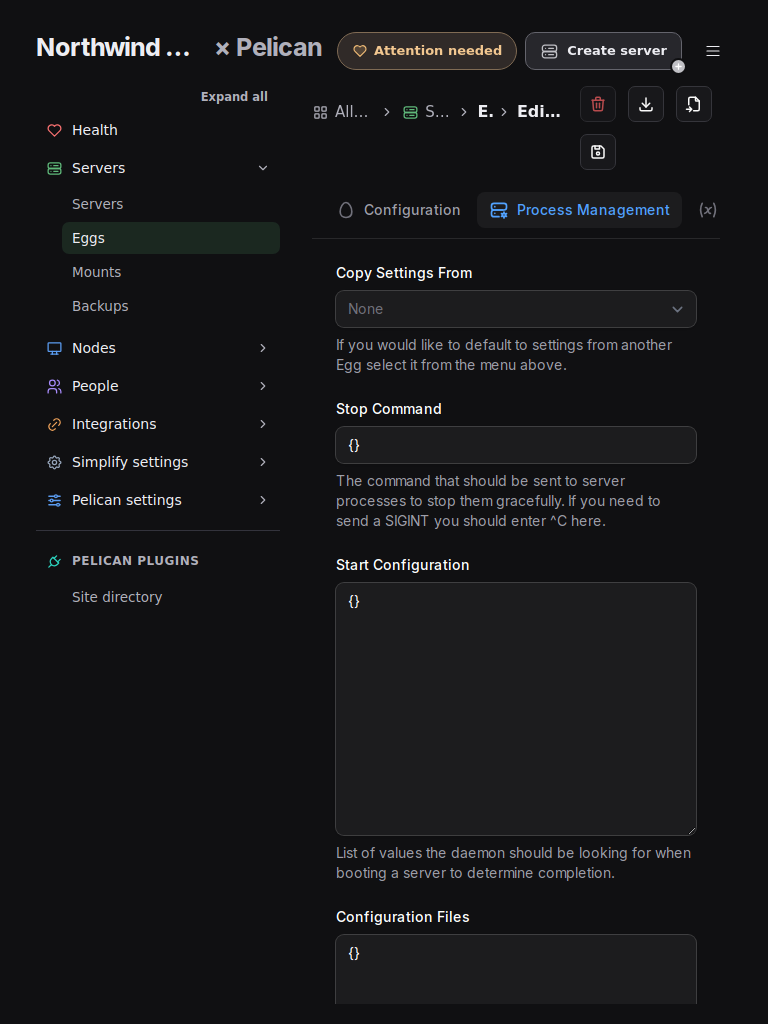 Northwind ... × Pelican
Attention needed
Create server
Expand all
Health
Servers
Servers
Eggs
Mounts
Backups
Nodes
People
Integrations
Simplify settings
Pelican settings
PELICAN PLUGINS
Site directory
All... > S... > E. > Edi...
Configuration
Process Management
(x)
Copy Settings From
None
If you would like to default to settings from another
Egg select it from the menu above.
Stop Command
{}
The command that should be sent to server
processes to stop them gracefully. If you need to
send a SIGINT you should enter ^C here.
Start Configuration
{}
List of values the daemon should be looking for when
booting a server to determine completion.
Configuration Files
{}